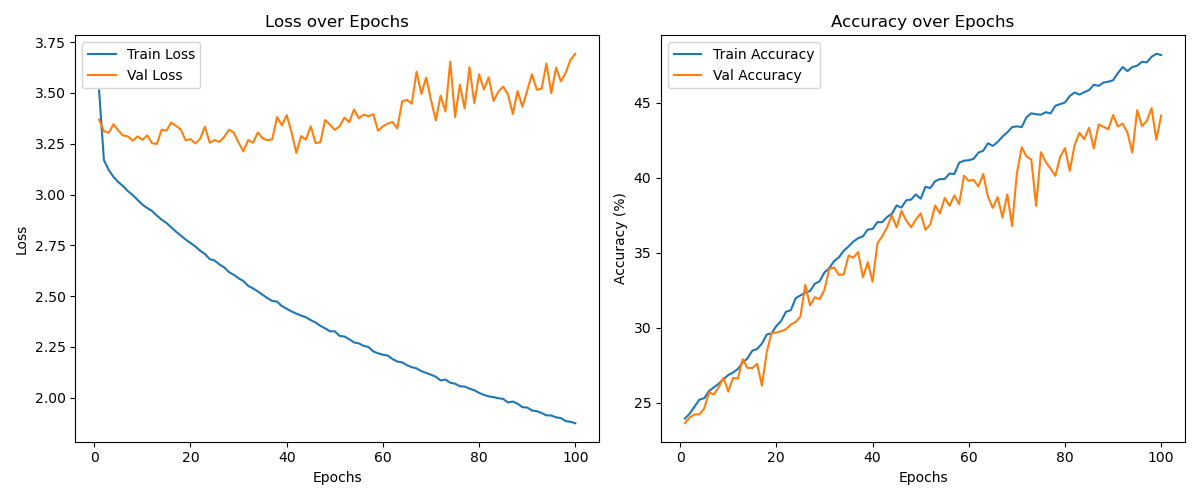 Loss over Epochs
3.75
3.50
3.25
3.00
2.75
2.50
2.25
2.00
Loss
Train Loss
Val Loss
0 20 40 60 80 100
Epochs
Accuracy over Epochs
45
40
35
30
25
Accuracy (%)
Train Accuracy
Val Accuracy
0 20 40 60 80 100
Epochs